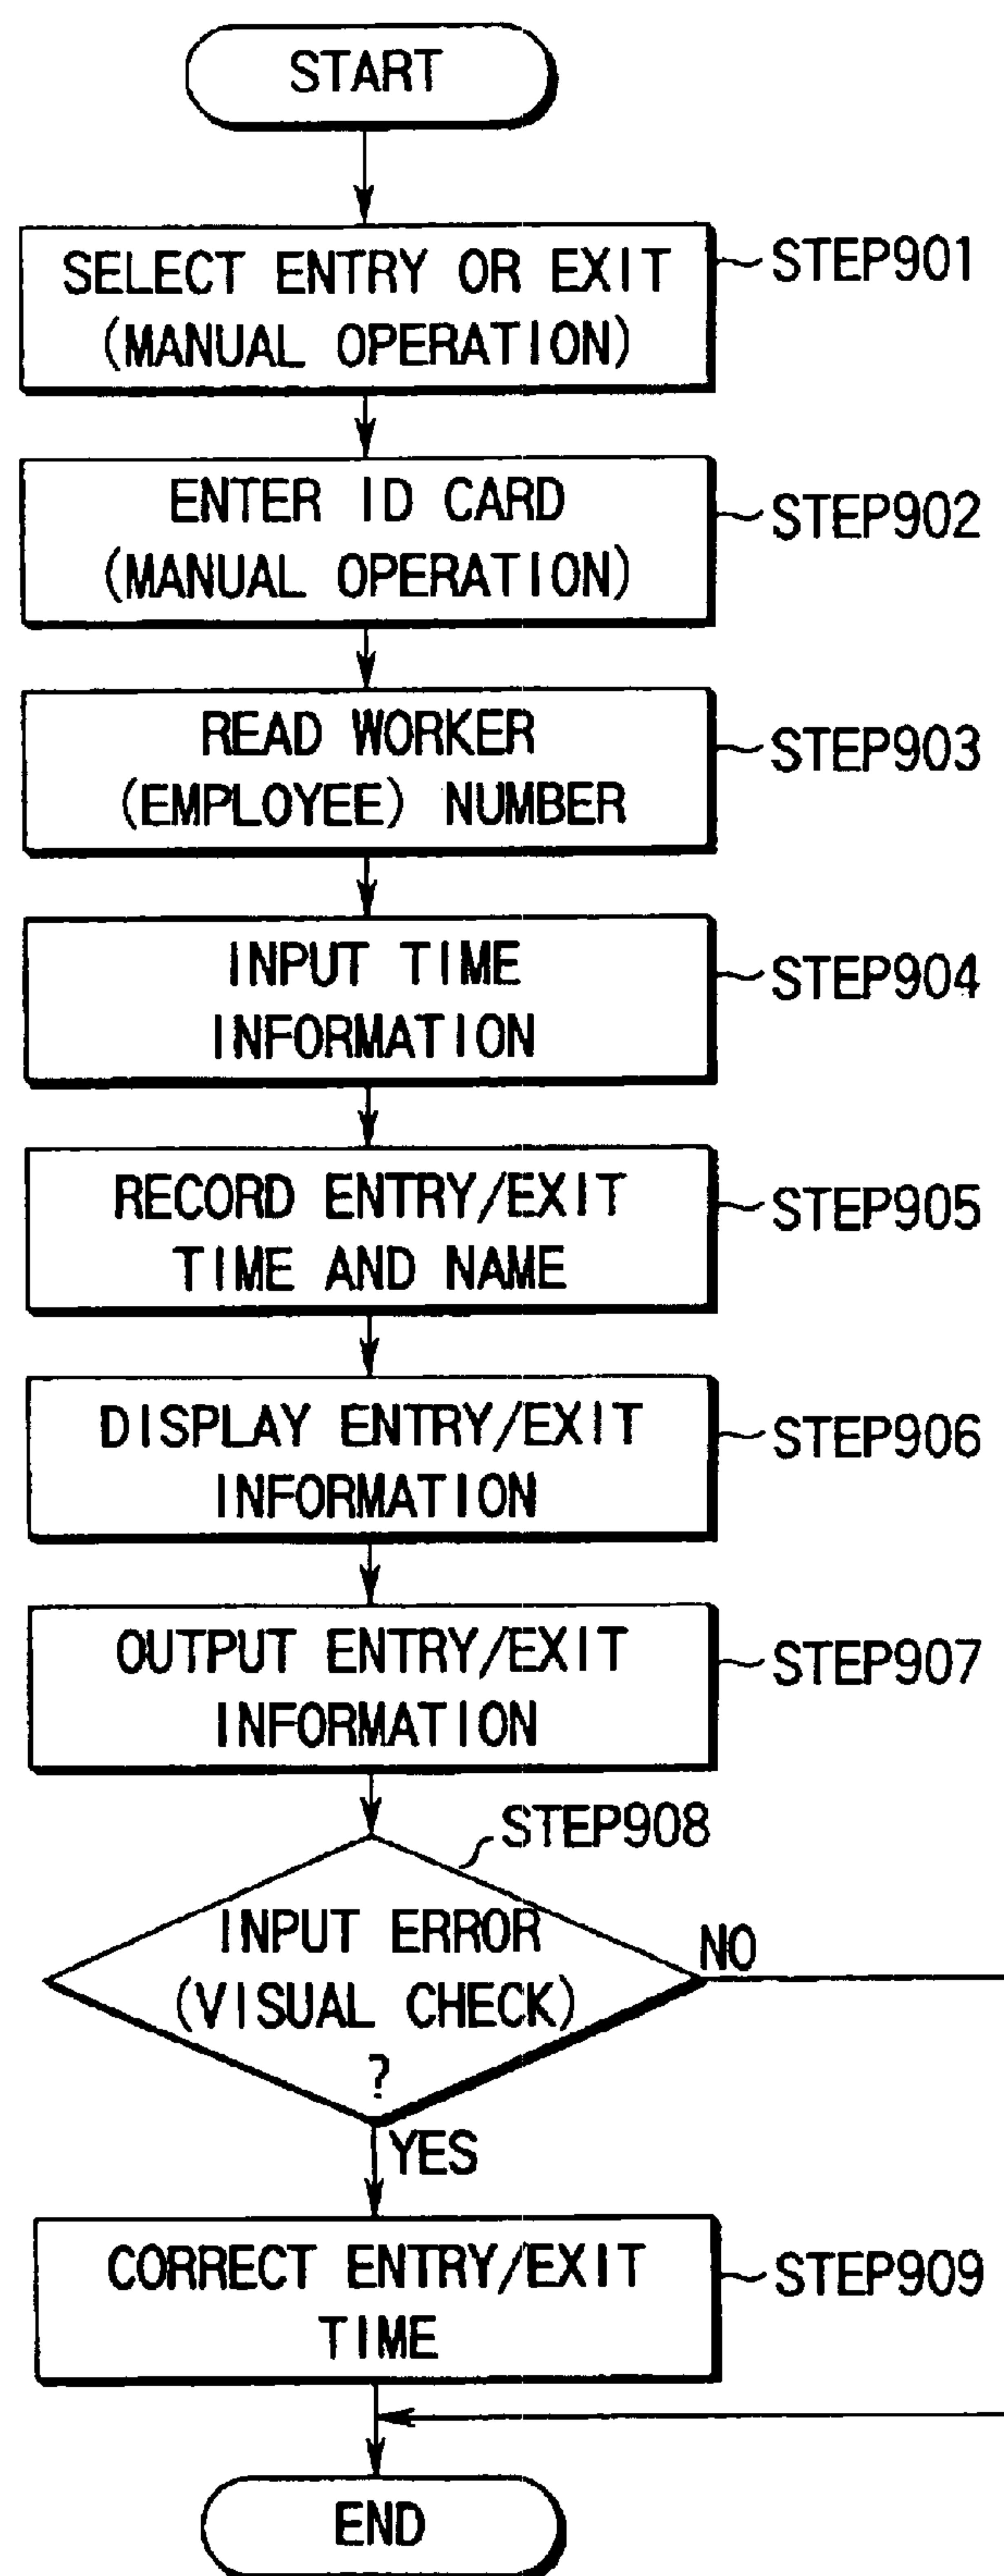 START
SELECT ENTRY OR EXIT
(MANUAL OPERATION)
STEP901
ENTER ID CARD
(MANUAL OPERATION)
STEP902
READ WORKER
(EMPLOYEE) NUMBER
STEP903
INPUT TIME
INFORMATION
STEP904
RECORD ENTRY/EXIT
TIME AND NAME
STEP905
DISPLAY ENTRY/EXIT
INFORMATION
STEP906
OUTPUT ENTRY/EXIT
INFORMATION
STEP907
STEP908
INPUT ERROR
(VISUAL CHECK)
?
NO
YES
CORRECT ENTRY/EXIT
TIME
STEP909
END